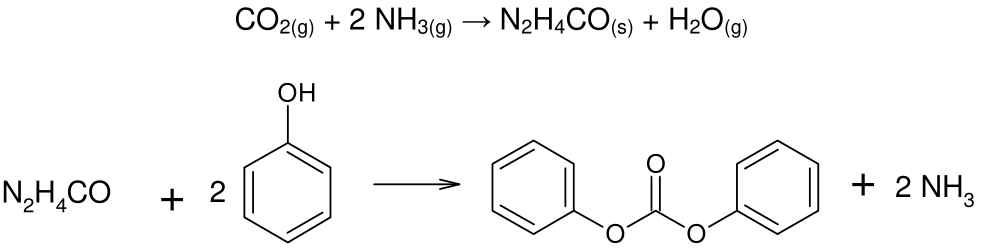 CO₂(g) + 2 NH₃(g) → N₂H₄CO(s) + H₂O(g)
OH
O
N₂H₄CO + 2 → O O + 2 NH₃